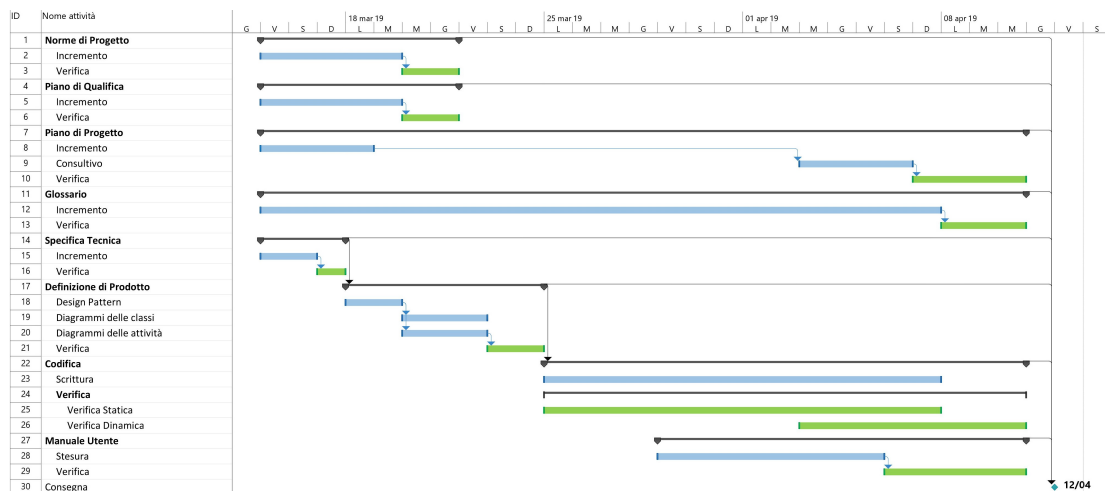 ID Nome attività 18 mar 19 25 mar 19 01 apr 19 08 apr 19
G V S D L M M G V S D L M M G V S D L M M G V S D L M M G V S
1 Norme di Progetto
2 Incremento
3 Verifica
4 Piano di Qualifica
5 Incremento
6 Verifica
7 Piano di Progetto
8 Incremento
9 Consultivo
10 Verifica
11 Glossario
12 Incremento
13 Verifica
14 Specifica Tecnica
15 Incremento
16 Verifica
17 Definizione di Prodotto
18 Design Pattern
19 Diagrammi delle classi
20 Diagrammi delle attività
21 Verifica
22 Codifica
23 Scrittura
24 Verifica
25 Verifica Statica
26 Verifica Dinamica
27 Manuale Utente
28 Stesura
29 Verifica
30 Consegna 12/04